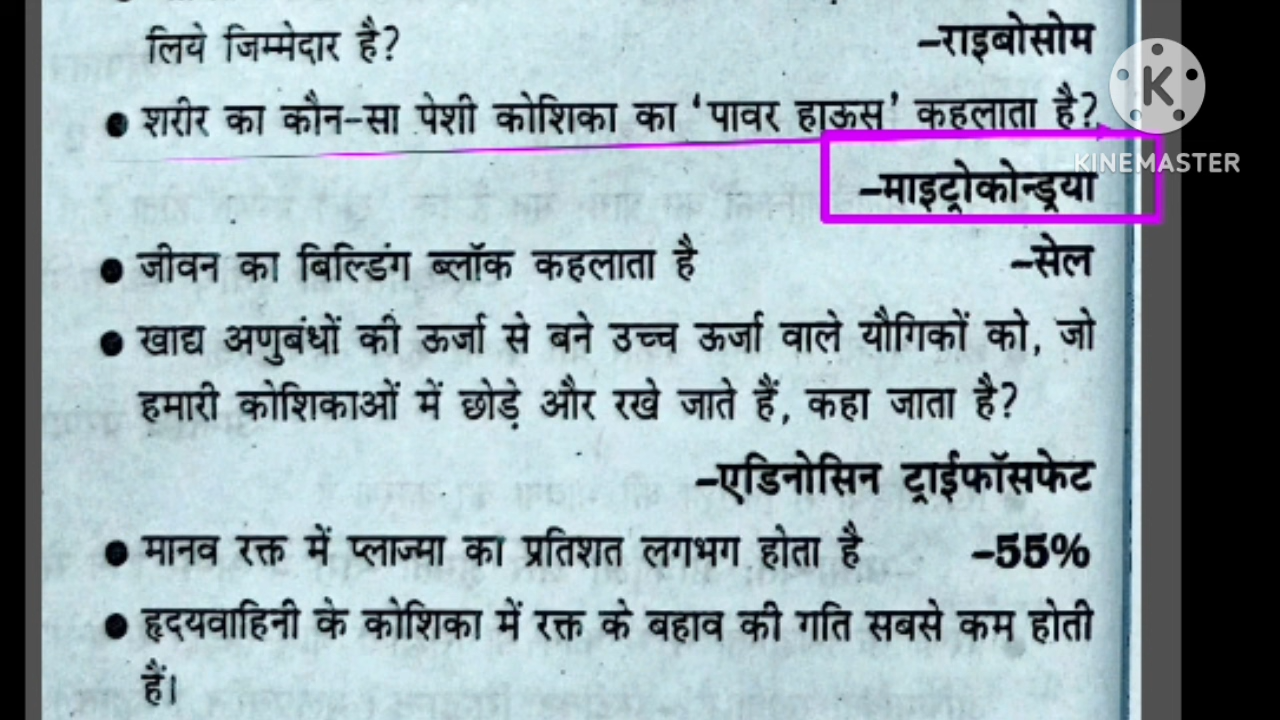 लिये जिम्मेदार है? –राइबोसोम
● शरीर का कौन-सा पेशी कोशिका का 'पावर हाऊस' कहलाता है?
–माइट्रोकोन्ड्रया
● जीवन का बिल्डिंग ब्लॉक कहलाता है –सेल
● खाद्य अणुबंधों की ऊर्जा से बने उच्च ऊर्जा वाले यौगिकों को, जो
हमारी कोशिकाओं में छोड़े और रखे जाते हैं, कहा जाता है?
–एडिनोसिन ट्राईफॉसफेट
● मानव रक्त में प्लाज्मा का प्रतिशत लगभग होता है –55%
● हृदयवाहिनी के कोशिका में रक्त के बहाव की गति सबसे कम होती
हैं।
K
KINEMASTER